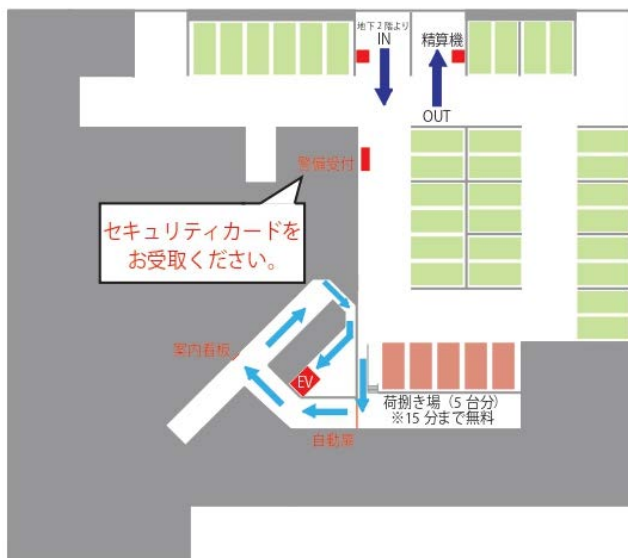 地下2階より
IN
精算機
OUT
警備受付
セキュリティカードを
お受取ください。
案内看板
EV
荷捌き場（5台分）
※15分まで無料
自動扉